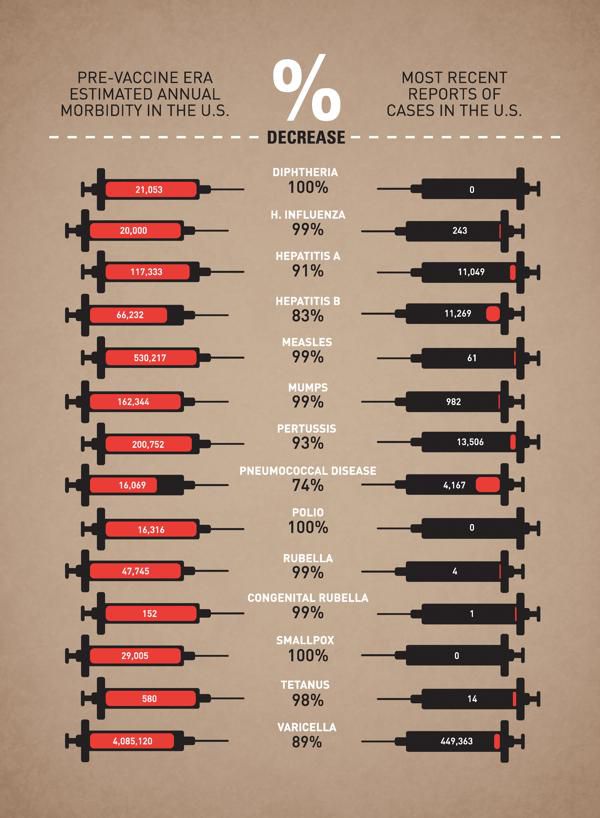 PRE-VACCINE ERA
ESTIMATED ANNUAL
MORBIDITY IN THE U.S.
%
DECREASE
MOST RECENT
REPORTS OF
CASES IN THE U.S.
DIPHTHERIA
21,053 100% 0
H. INFLUENZA
20,000 99% 243
HEPATITIS A
117,333 91% 11,049
HEPATITIS B
66,232 83% 11,269
MEASLES
530,217 99% 61
MUMPS
162,344 99% 982
PERTUSSIS
200,752 93% 13,506
PNEUMOCOCCAL DISEASE
16,069 74% 4,167
POLIO
16,316 100% 0
RUBELLA
47,745 99% 4
CONGENITAL RUBELLA
152 99% 1
SMALLPOX
29,005 100% 0
TETANUS
580 98% 14
VARICELLA
4,085,120 89% 449,363